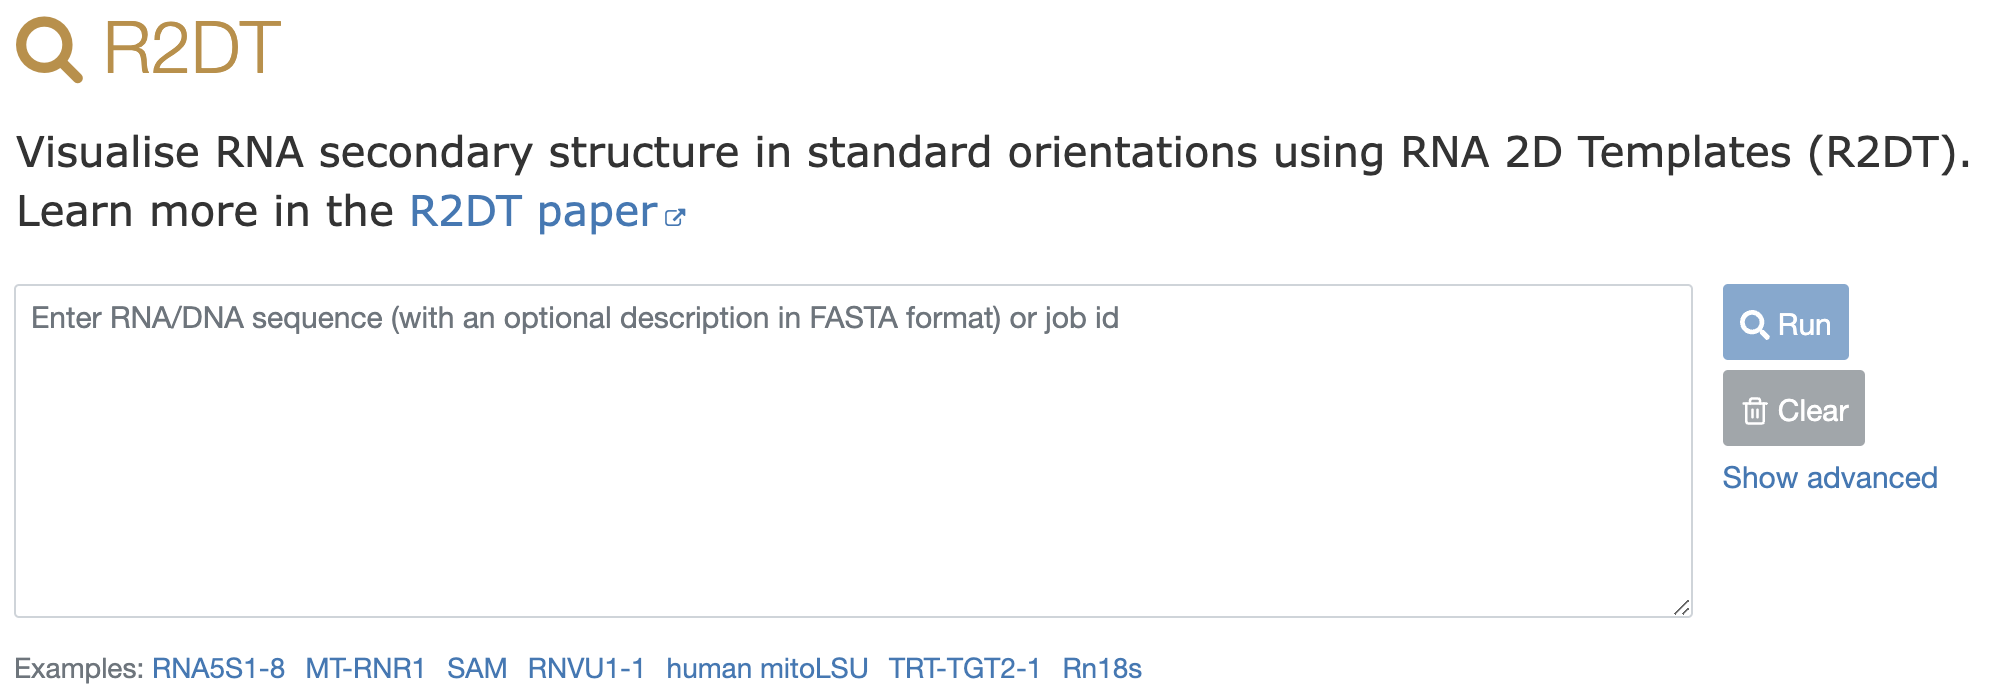 R2DT
Visualise RNA secondary structure in standard orientations using RNA 2D Templates (R2DT).
Learn more in the R2DT paper
Enter RNA/DNA sequence (with an optional description in FASTA format) or job id
Run
Clear
Show advanced
Examples: RNA5S1-8 MT-RNR1 SAM RNVU1-1 human mitoLSU TRT-TGT2-1 Rn18s